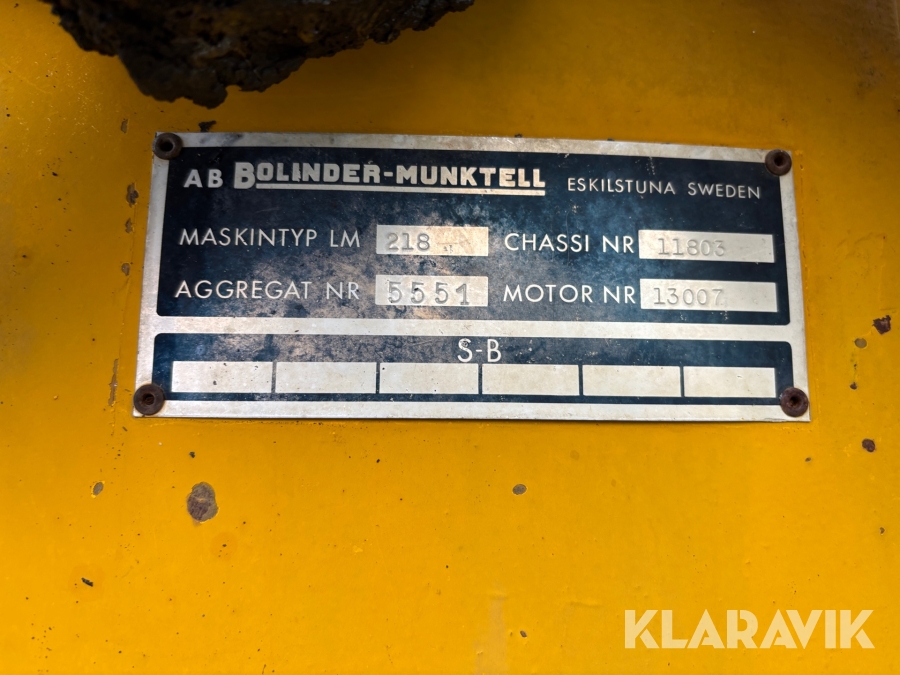 AB BOLINDER-MUNKTELL ESKILSTUNA SWEDEN
MASKINTYP LM 218 CHASSI NR 11803
AGGREGAT NR 5551 MOTOR NR 13007
S-B
KLARAVIK